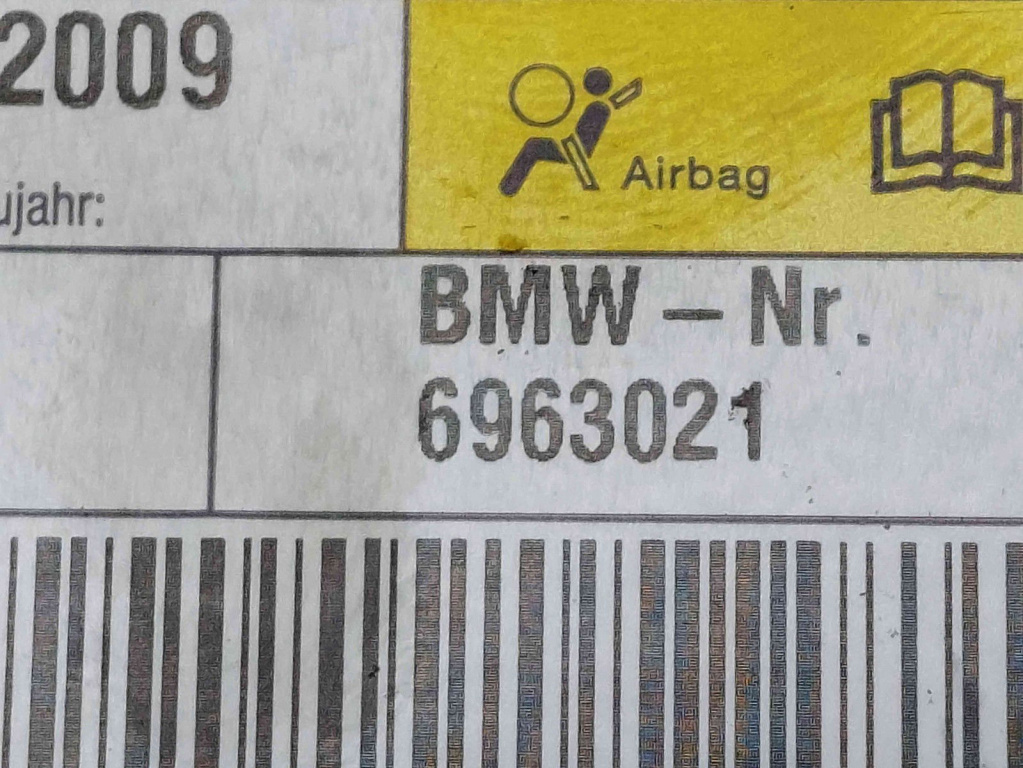 2009
ujahr:
Airbag
BMW – Nr.
6963021